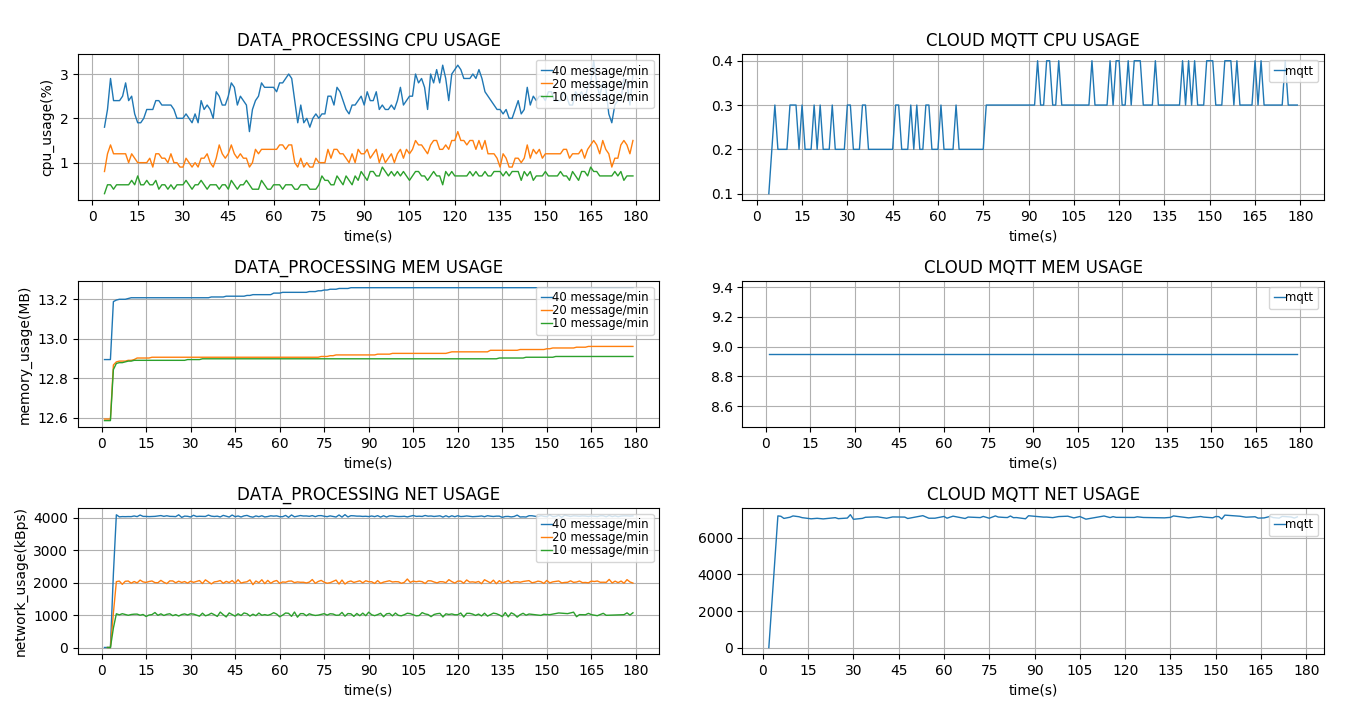 DATA_PROCESSING CPU USAGE
cpu_usage(%)
3
2
1
40 message/min
20 message/min
10 message/min
0 15 30 45 60 75 90 105 120 135 150 165 180
time(s)
CLOUD MQTT CPU USAGE
0.4
0.3
0.2
0.1
mqtt
0 15 30 45 60 75 90 105 120 135 150 165 180
time(s)
DATA_PROCESSING MEM USAGE
memory_usage(MB)
13.2
13.0
12.8
12.6
40 message/min
20 message/min
10 message/min
0 15 30 45 60 75 90 105 120 135 150 165 180
time(s)
CLOUD MQTT MEM USAGE
9.4
9.2
9.0
8.8
8.6
mqtt
0 15 30 45 60 75 90 105 120 135 150 165 180
time(s)
DATA_PROCESSING NET USAGE
network_usage(kBps)
4000
3000
2000
1000
0
40 message/min
20 message/min
10 message/min
0 15 30 45 60 75 90 105 120 135 150 165 180
time(s)
CLOUD MQTT NET USAGE
6000
4000
2000
0
mqtt
0 15 30 45 60 75 90 105 120 135 150 165 180
time(s)